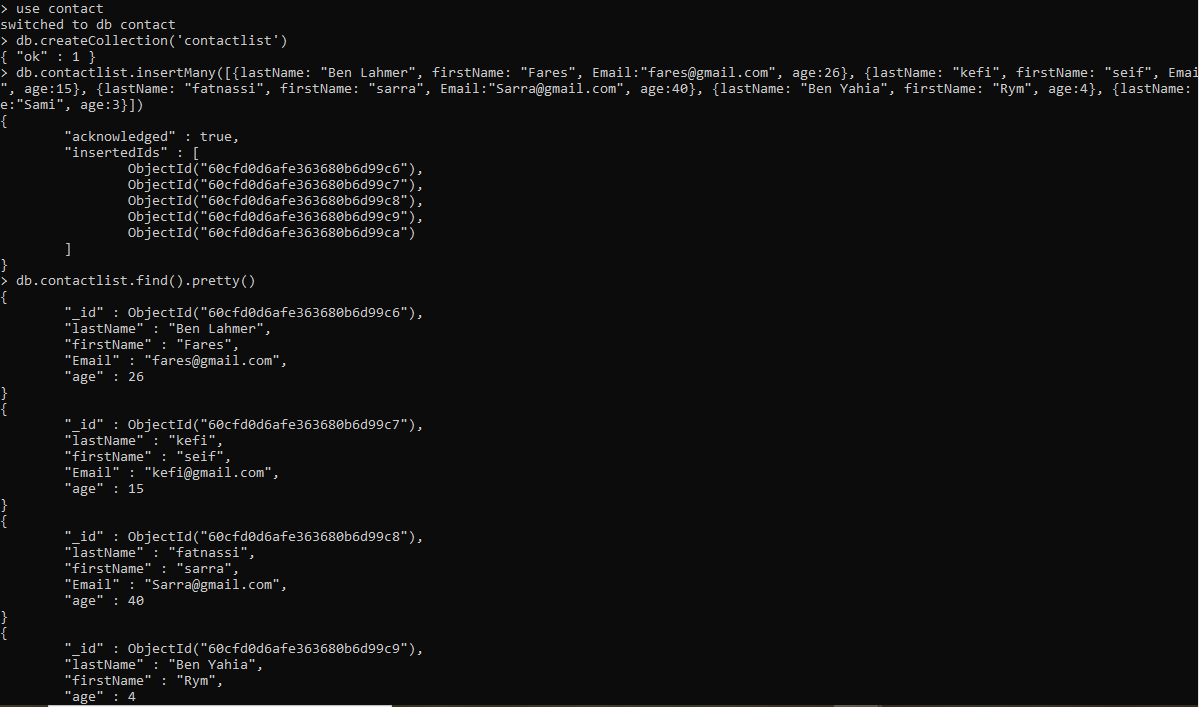 > use contact
switched to db contact
> db.createCollection('contactlist')
{ "ok" : 1 }
> db.contactlist.insertMany([{lastName: "Ben Lahmer", firstName: "Fares", Email:"fares@gmail.com", age:26}, {lastName: "kefi", firstName: "seif", Emai
", age:15}, {lastName: "fatnassi", firstName: "sarra", Email:"Sarra@gmail.com", age:40}, {lastName: "Ben Yahia", firstName: "Rym", age:4}, {lastName:
e:"Sami", age:3}])
{
        "acknowledged" : true,
        "insertedIds" : [
                ObjectId("60cfd0d6afe363680b6d99c6"),
                ObjectId("60cfd0d6afe363680b6d99c7"),
                ObjectId("60cfd0d6afe363680b6d99c8"),
                ObjectId("60cfd0d6afe363680b6d99c9"),
                ObjectId("60cfd0d6afe363680b6d99ca")
        ]
}
> db.contactlist.find().pretty()
{
        "_id" : ObjectId("60cfd0d6afe363680b6d99c6"),
        "lastName" : "Ben Lahmer",
        "firstName" : "Fares",
        "Email" : "fares@gmail.com",
        "age" : 26
}
{
        "_id" : ObjectId("60cfd0d6afe363680b6d99c7"),
        "lastName" : "kefi",
        "firstName" : "seif",
        "Email" : "kefi@gmail.com",
        "age" : 15
}
{
        "_id" : ObjectId("60cfd0d6afe363680b6d99c8"),
        "lastName" : "fatnassi",
        "firstName" : "sarra",
        "Email" : "Sarra@gmail.com",
        "age" : 40
}
{
        "_id" : ObjectId("60cfd0d6afe363680b6d99c9"),
        "lastName" : "Ben Yahia",
        "firstName" : "Rym",
        "age" : 4